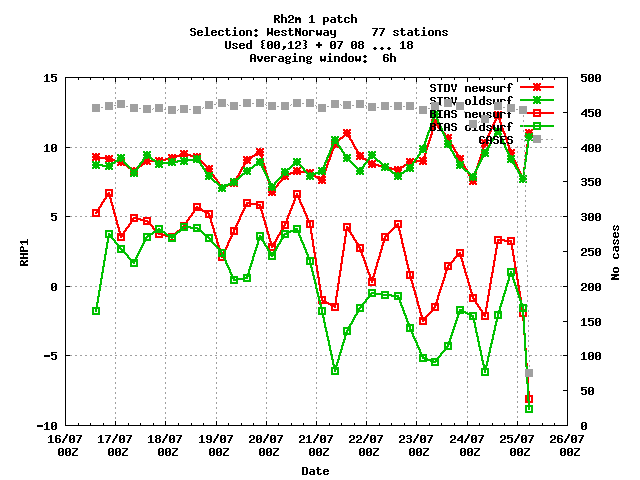 Rh2m 1 patch
Selection: WestNorway 77 stations
Used {00,12} + 07 08 ... 18
Averaging window: 6h
15 500
STDV newsurf
STDV oldsurf
450
BIAS newsurf
BIAS oldsurf
CASES
10 400
350
5 300
250
0 200
150
-5 100
50
-10 0
RHP1
No cases
16/07 17/07 18/07 19/07 20/07 21/07 22/07 23/07 24/07 25/07 26/07
00Z 00Z 00Z 00Z 00Z 00Z 00Z 00Z 00Z 00Z 00Z
Date